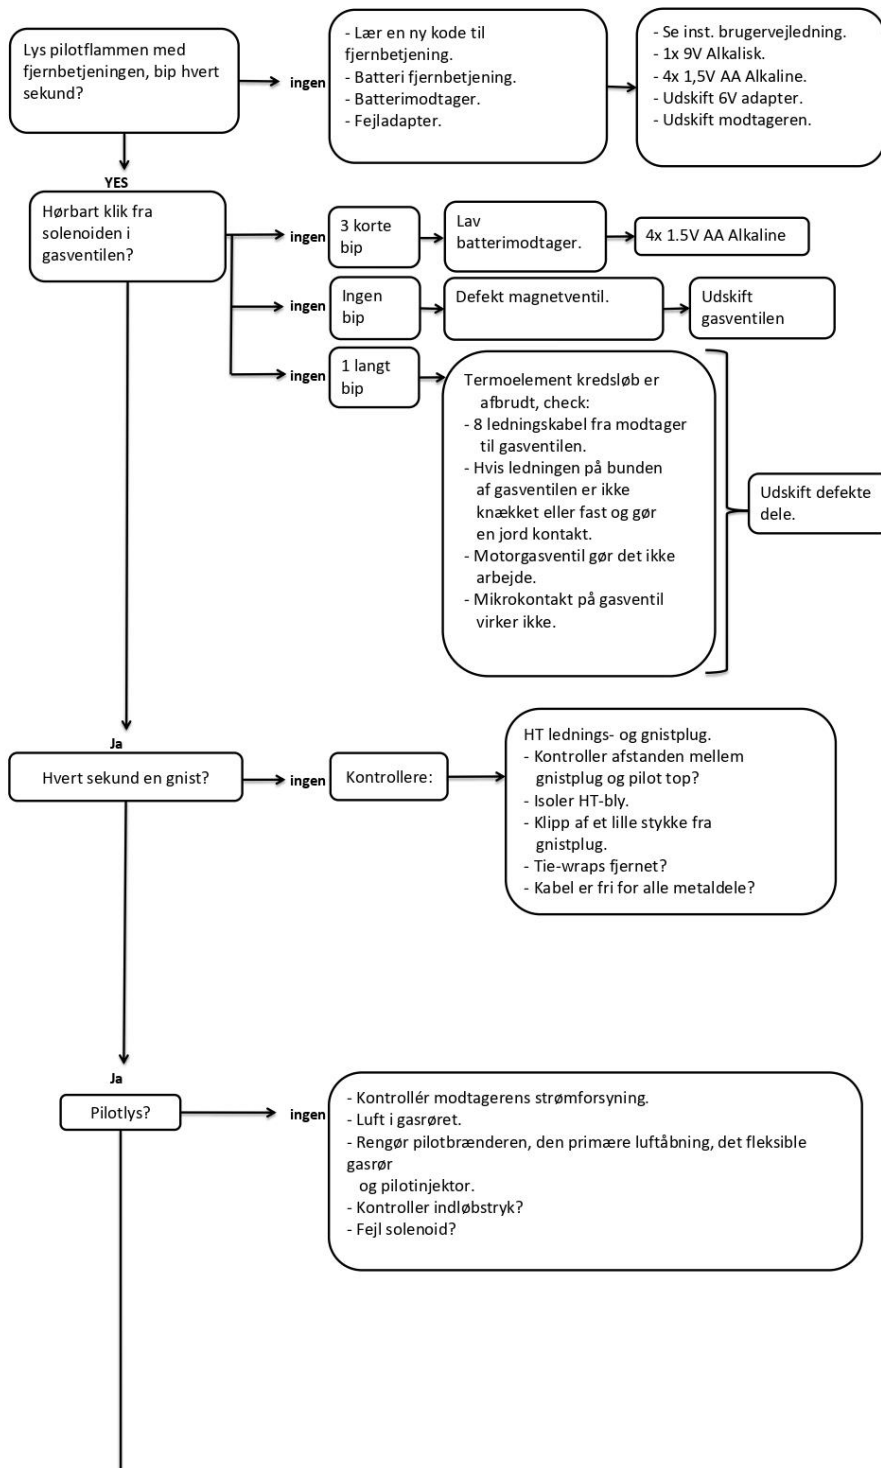 Lys pilotflammen med
fjernbetjeningen, bip hvert
sekund?
ingen
- Lær en ny kode til
fjernbetjening.
- Batteri fjernbetjening.
- Batterimodtager.
- Fejladapter.
- Se inst. brugervejledning.
- 1x 9V Alkalisk.
- 4x 1,5V AA Alkaline.
- Udskift 6V adapter.
- Udskift modtageren.
YES
Hørbart klik fra
solenoiden i
gasventilen?
ingen
3 korte
bip
Lav
batterimodtager.
4x 1.5V AA Alkaline
ingen
Ingen
bip
Defekt magnetventil.
Udskift
gasventilen
ingen
1 langt
bip
Termoelement kredsløb er
afbrudt, check:
- 8 ledningskabel fra modtager
til gasventilen.
- Hvis ledningen på bunden
af gasventilen er ikke
knækket eller fast og gør
en jord kontakt.
- Motorgasventil gør det ikke
arbejde.
- Mikrokontakt på gasventil
virker ikke.
Udskift defekte
dele.
Ja
Hvert sekund en gnist?
ingen
Kontrollere:
HT lednings- og gnistplug.
- Kontroller afstanden mellem
gnistplug og pilot top?
- Isoler HT-bly.
- Klipp af et lille stykke fra
gnistplug.
- Tie-wraps fjernet?
- Kabel er fri for alle metaldele?
Ja
Pilotlys?
ingen
- Kontrollér modtagerens strømforsyning.
- Luft i gasrøret.
- Rengør pilotbrænderen, den primære luftåbning, det fleksible
gasrør
og pilotinjektor.
- Kontroller indløbstryk?
- Fejl solenoid?